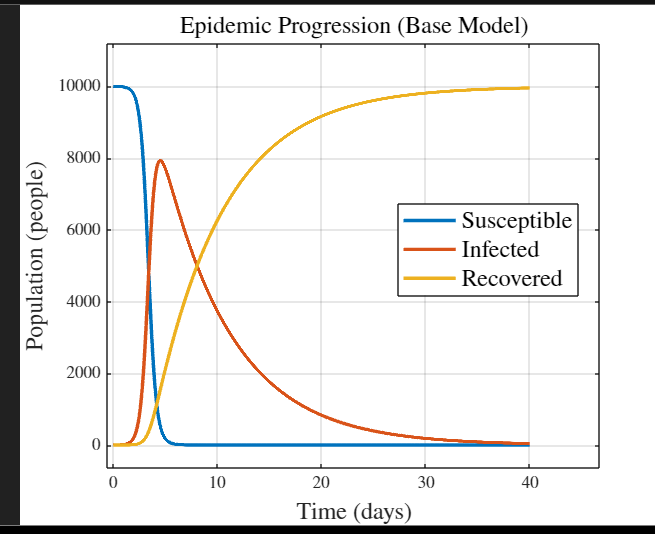 Epidemic Progression (Base Model)
Population (people)
10000
8000
6000
4000
2000
0
Susceptible
Infected
Recovered
0 10 20 30 40
Time (days)